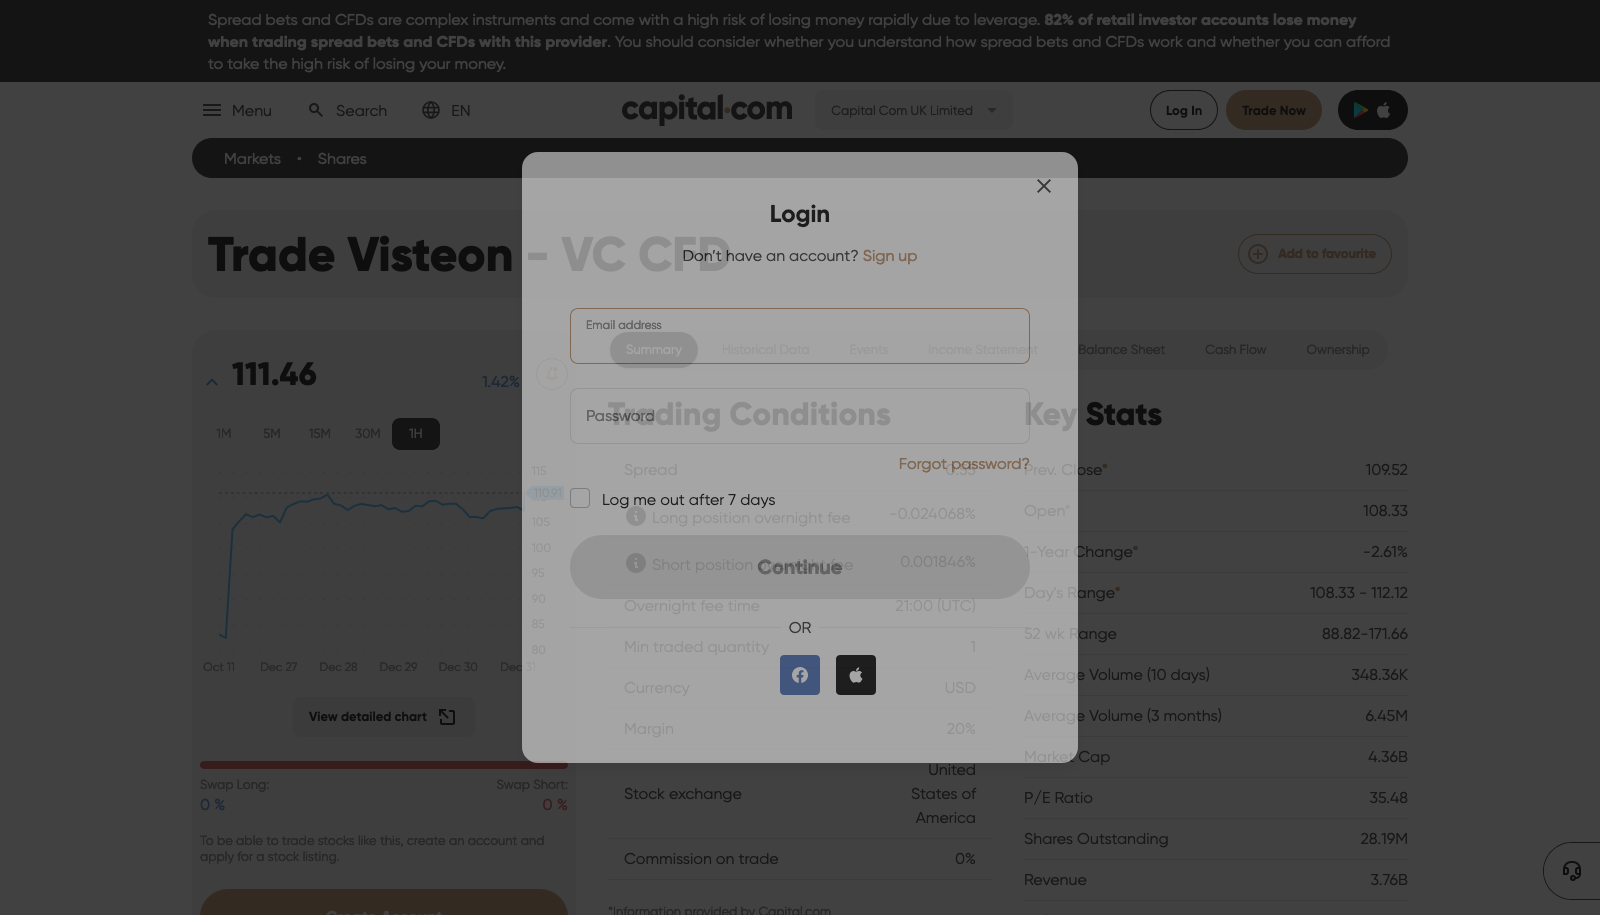 Spread bets and CFDs are complex instruments and come with a high risk of losing money rapidly due to leverage. 82% of retail investor accounts lose money
when trading spread bets and CFDs with this provider. You should consider whether you understand how spread bets and CFDs work and whether you can afford
to take the high risk of losing your money.
Menu
Search
EN
capital.com
Capital Com UK Limited
Log In
Trade Now
Markets • Shares
Trade Visteon - VC CFD
Add to favourite
Login
Don't have an account? Sign up
Email address
Password
Forgot password?
Log me out after 7 days
Continue
OR
111.46
1.42%
1M 5M 15M 30M 1H
115
110.91
105
100
95
90
85
80
Oct 11 Dec 27 Dec 28 Dec 29 Dec 30 Dec 31
View detailed chart
Swap Long:
0 %
Swap Short:
0 %
To be able to trade stocks like this, create an account and
apply for a stock listing.
Create Account
Summary Historical Data Events Income Statement Balance Sheet Cash Flow Ownership
Trading Conditions
Spread
Long position overnight fee -0.024068%
Short position overnight fee 0.001846%
Overnight fee time 21:00 (UTC)
Min traded quantity 1
Currency USD
Margin 20%
Stock exchange United
States of
America
Commission on trade 0%
*Information provided by Capital.com
Key Stats
Prev. Close* 109.52
Open* 108.33
1-Year Change* -2.61%
Day's Range* 108.33 - 112.12
52 wk Range 88.82-171.66
Average Volume (10 days) 348.36K
Average Volume (3 months) 6.45M
Market Cap 4.36B
P/E Ratio 35.48
Shares Outstanding 28.19M
Revenue 3.76B